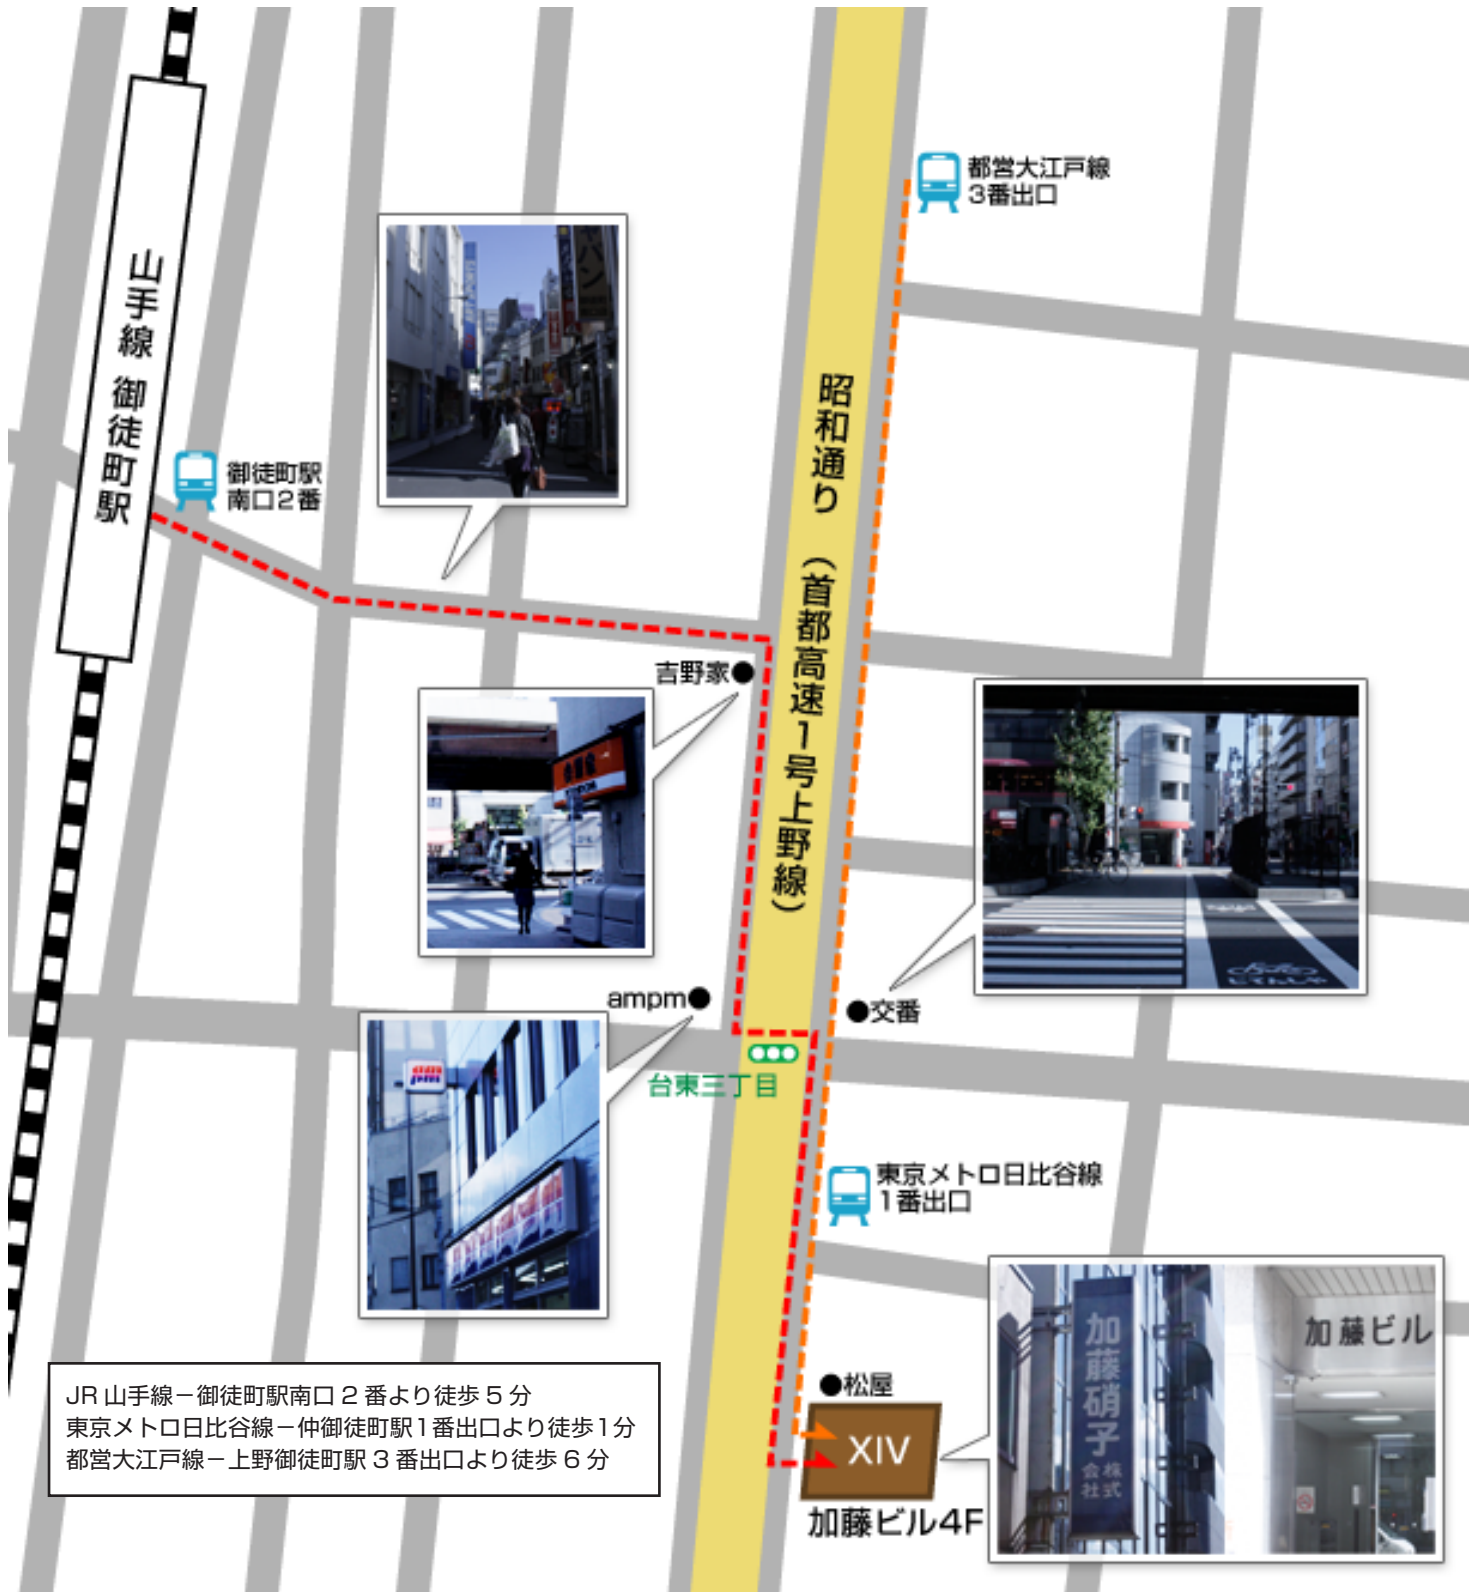 都営大江戸線
3番出口
山手線 御徒町駅
御徒町駅
南口2番
昭和通り (首都高速1号上野線)
吉野家
ampm
交番
台東三丁目
東京メトロ日比谷線
1番出口
加藤硝子
株式
会社
加藤ビル
松屋
XIV
加藤ビル4F
JR 山手線－御徒町駅南口 2 番より徒歩 5 分
東京メトロ日比谷線－仲御徒町駅1番出口より徒歩1分
都営大江戸線－上野御徒町駅 3 番出口より徒歩 6 分